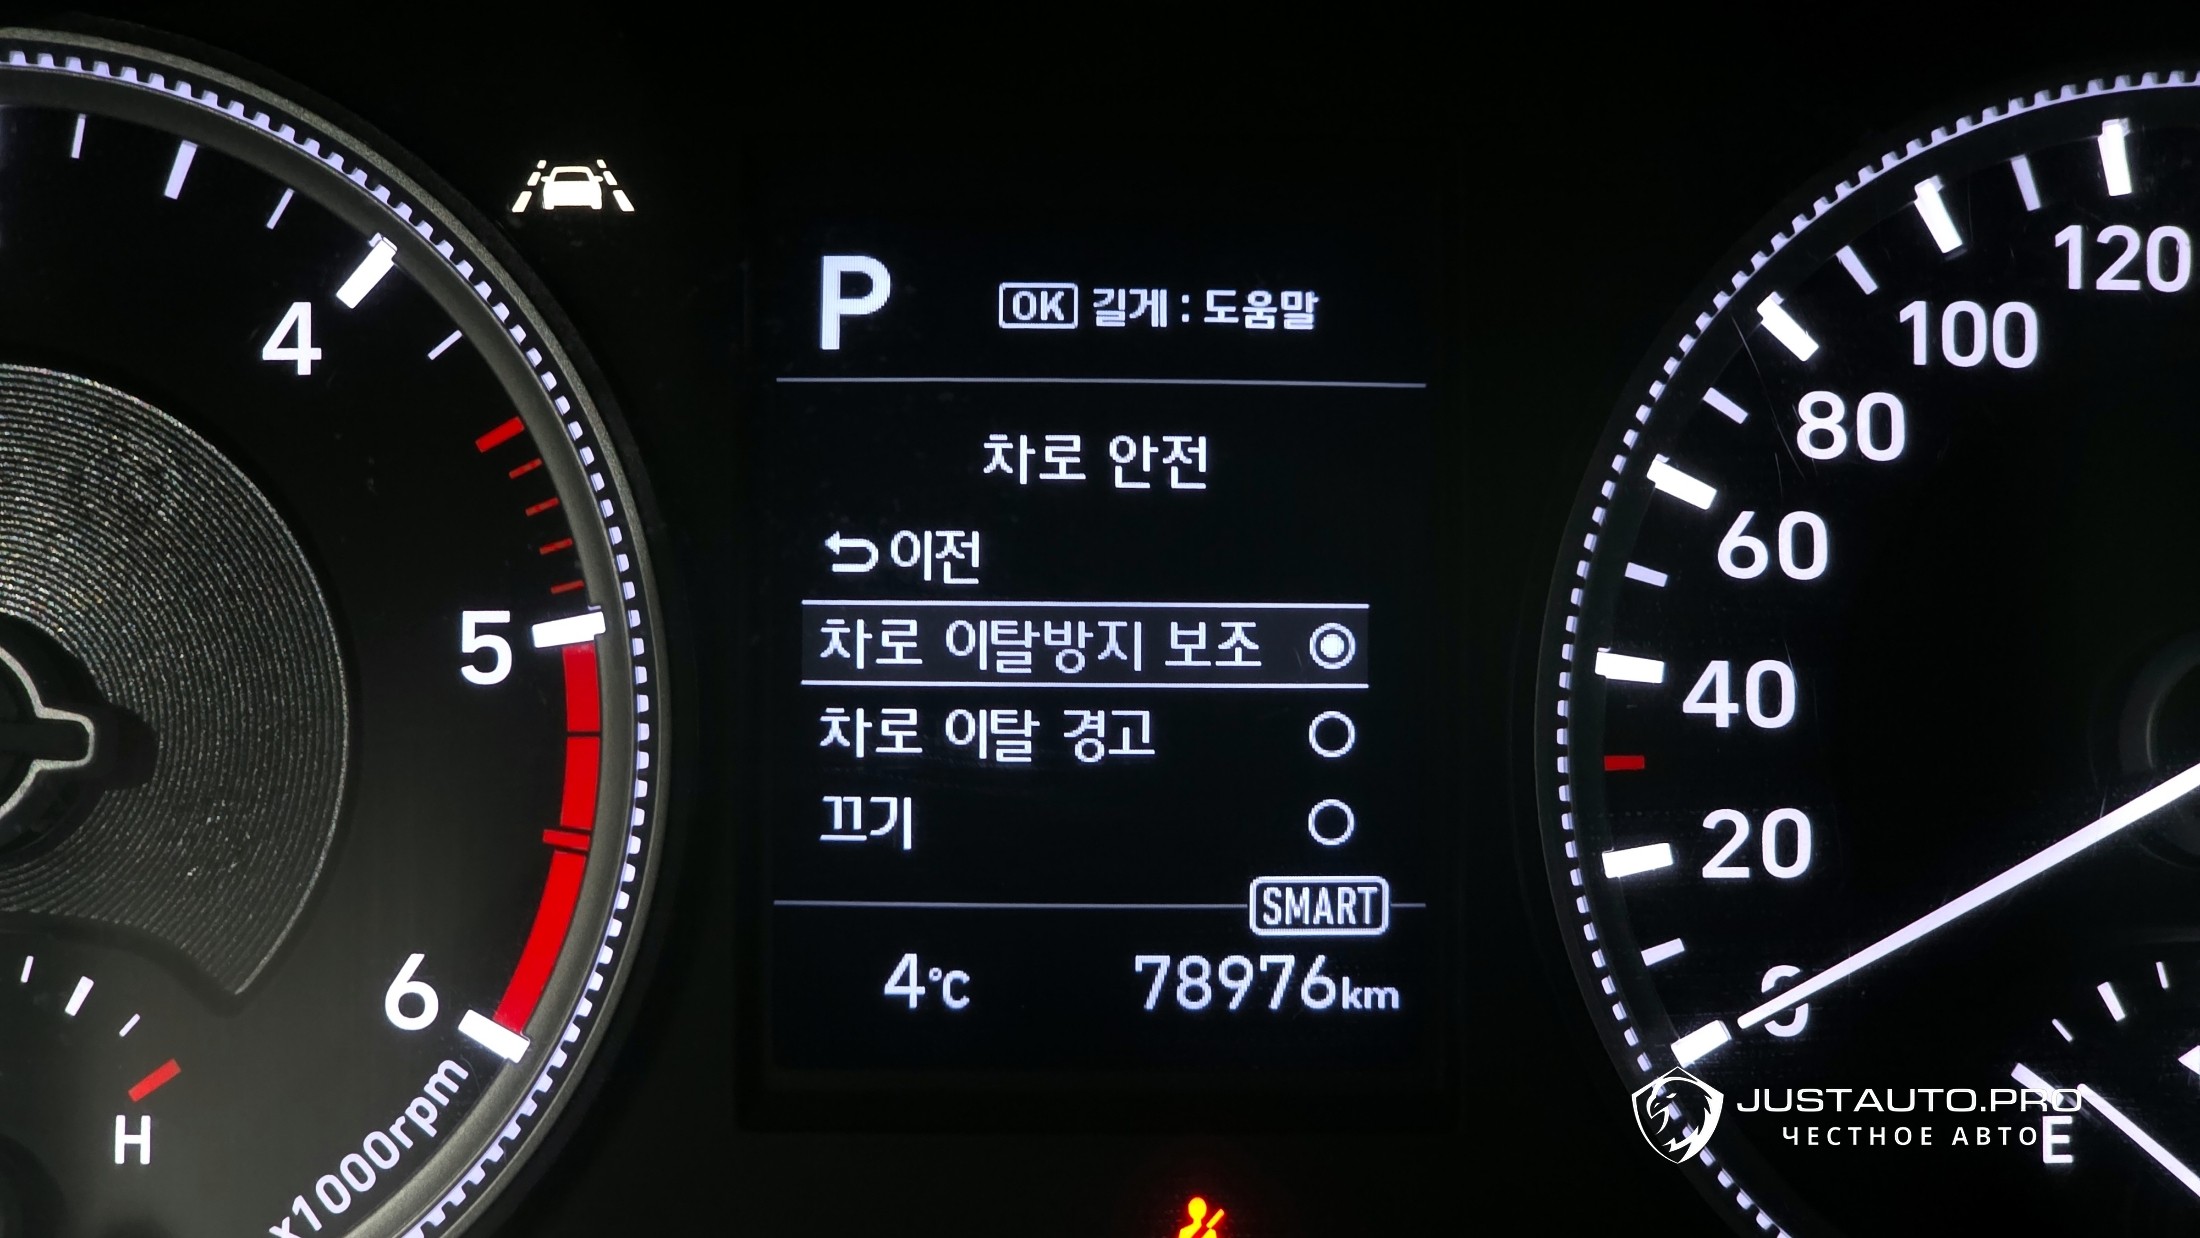 P
OK 길게 : 도움말
차로 안전
이전
차로 이탈방지 보조
차로 이탈 경고
끄기
SMART
4°C 78976km
4
5
6
x1000rpm
H
120
100
80
60
40
20
0
E
JUSTAUTO.PRO
ЧЕСТНОЕ АВТО